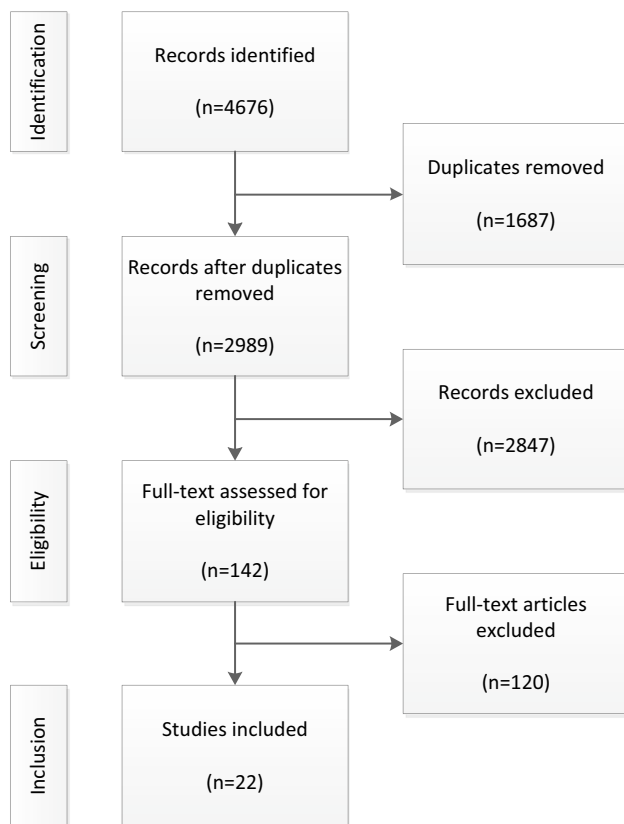 Identification
Records identified
(n=4676)
Duplicates removed
(n=1687)
Screening
Records after duplicates
removed
(n=2989)
Records excluded
(n=2847)
Eligibility
Full-text assessed for
eligibility
(n=142)
Full-text articles
excluded
(n=120)
Inclusion
Studies included
(n=22)